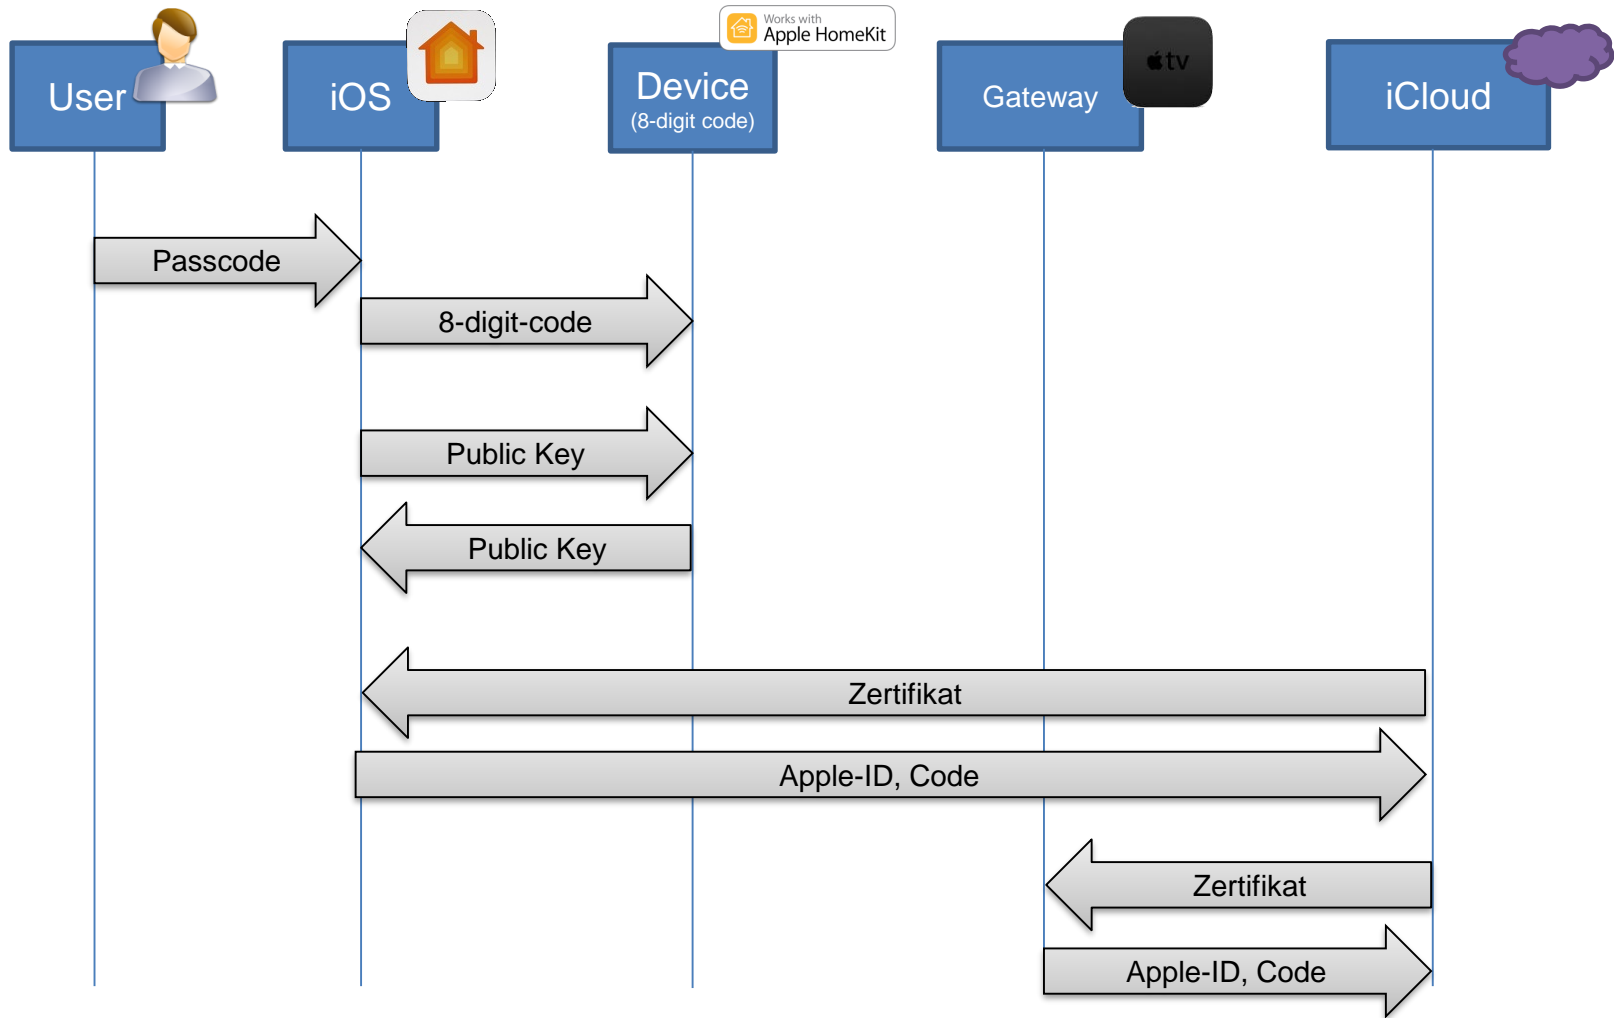 Works with
Apple HomeKit
User
iOS
Device
(8-digit code)
Gateway
tv
iCloud
Passcode
8-digit-code
Public Key
Public Key
Zertifikat
Apple-ID, Code
Zertifikat
Apple-ID, Code